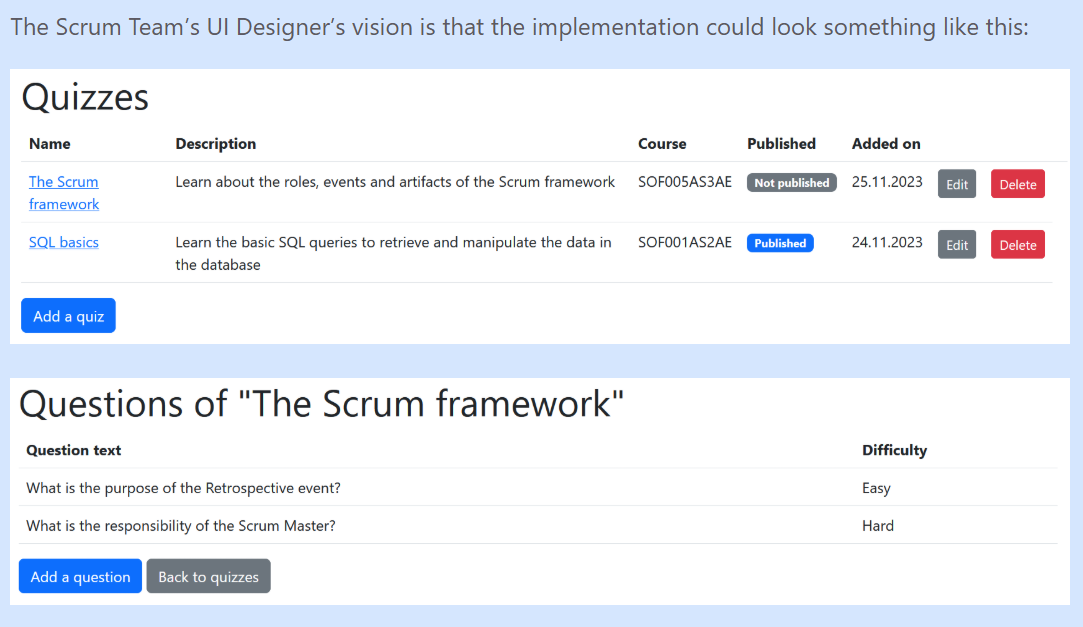 The Scrum Team’s UI Designer’s vision is that the implementation could look something like this:
Quizzes
Name Description Course Published Added on
The Scrum Learn about the roles, events and artifacts of the Scrum framework SOF005AS3AE Not published 25.11.2023 Edit Delete
framework
SQL basics Learn the basic SQL queries to retrieve and manipulate the data in SOF001AS2AE Published 24.11.2023 Edit Delete
the database
Add a quiz
Questions of "The Scrum framework"
Question text Difficulty
What is the purpose of the Retrospective event? Easy
What is the responsibility of the Scrum Master? Hard
Add a question Back to quizzes